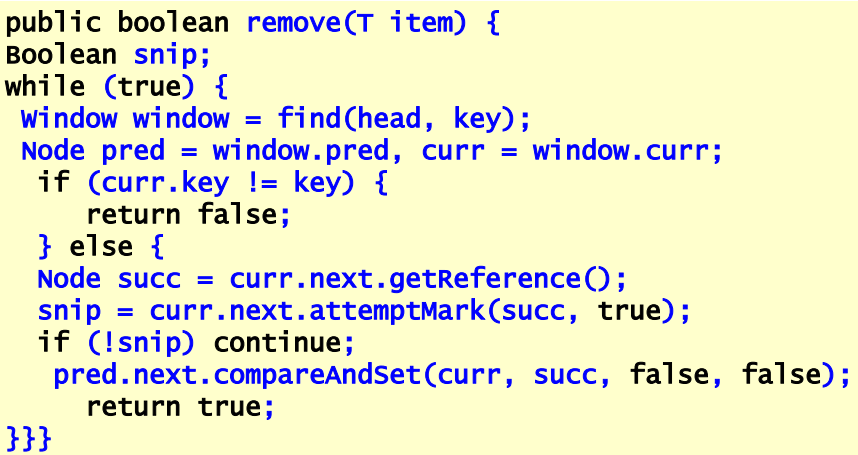 public boolean remove(T item) {
Boolean snip;
while (true) {
 Window window = find(head, key);
 Node pred = window.pred, curr = window.curr;
  if (curr.key != key) {
     return false;
  } else {
  Node succ = curr.next.getReference();
  snip = curr.next.attemptMark(succ, true);
  if (!snip) continue;
   pred.next.compareAndSet(curr, succ, false, false);
     return true;
}}}